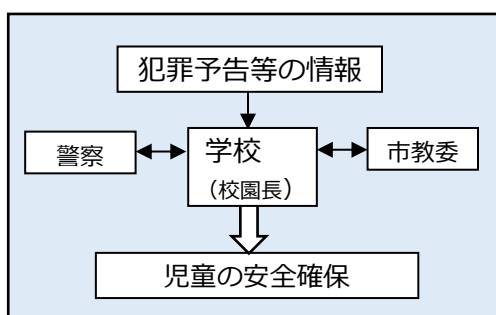 犯罪予告等の情報
警察
学校
(校園長)
市教委
児童の安全確保